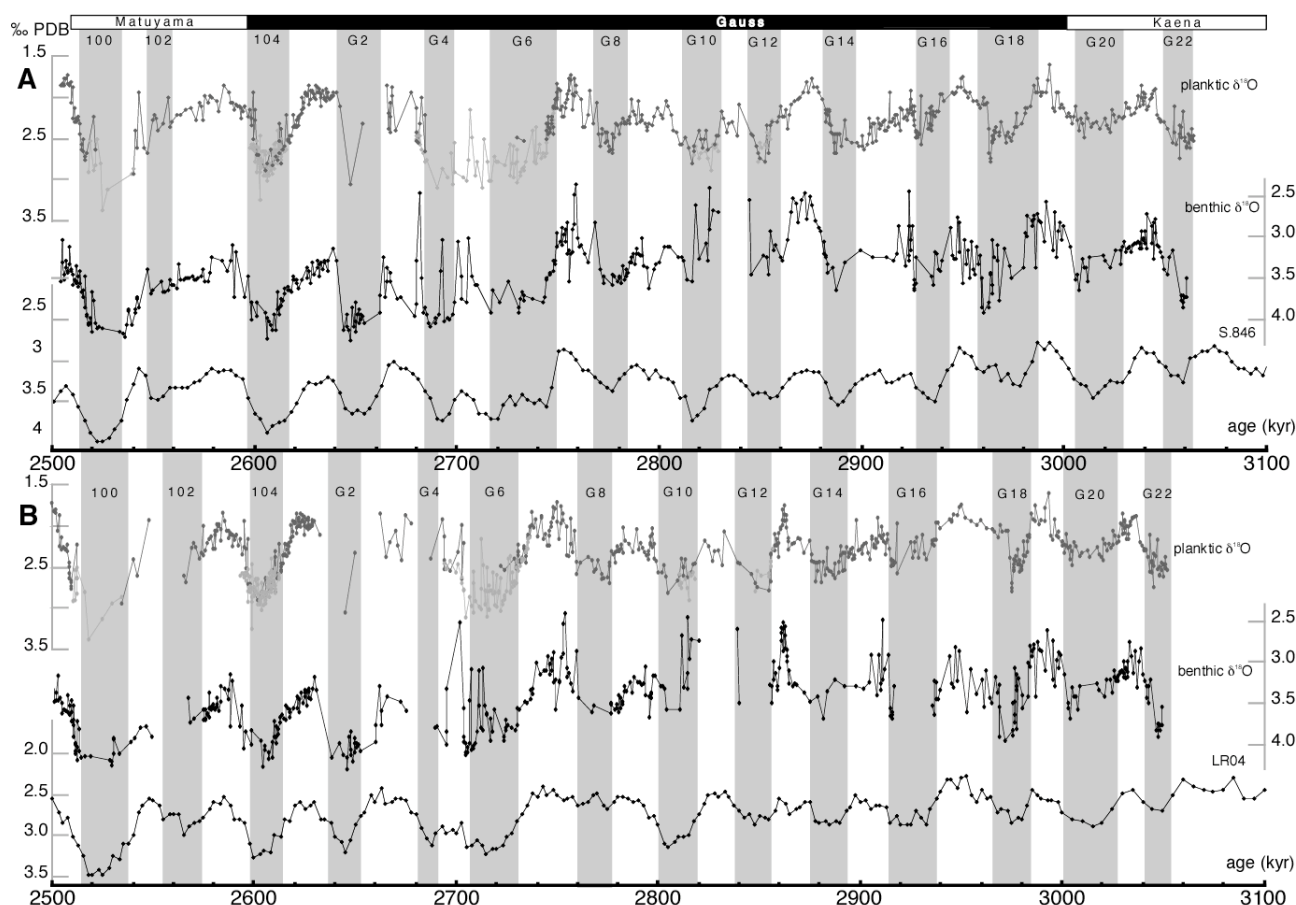 Matuyama Gauss Kaena
‰ PDB 100 102 104 G2 G4 G6 G8 G10 G12 G14 G16 G18 G20 G22
1.5
A
planktic δ¹⁸O
2.5
2.5
3.5
benthic δ¹⁸O
3.0
3.5
2.5
4.0
S.846
3
3.5
4
age (kyr)
2500 2600 2700 2800 2900 3000 3100
1.5
100 102 104 G2 G4 G6 G8 G10 G12 G14 G16 G18 G20 G22
B
planktic δ¹⁸O
2.5
2.5
3.5
3.0
benthic δ¹⁸O
3.5
4.0
2.0
LR04
2.5
3.0
3.5
age (kyr)
2500 2600 2700 2800 2900 3000 3100